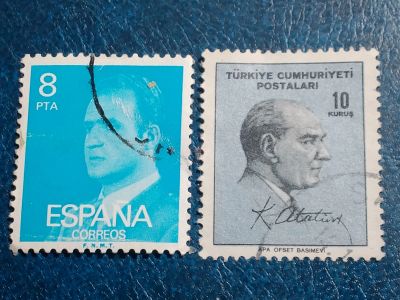 8
PTA
ESPAÑA
CORREOS
F.N.M.T.
TÜRKİYE CUMHURİYETİ
POSTALARI
10
KURUŞ
K. Atatürk
APA OFSET BASIMEVİ